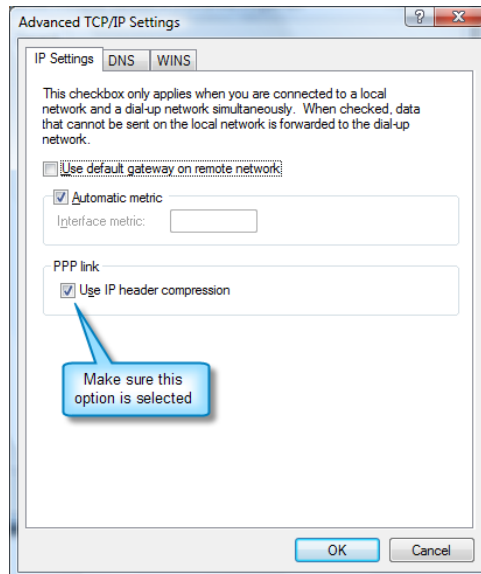 Advanced TCP/IP Settings
IP Settings DNS WINS
This checkbox only applies when you are connected to a local
network and a dial-up network simultaneously. When checked, data
that cannot be sent on the local network is forwarded to the dial-up
network.
Use default gateway on remote network
Automatic metric
Interface metric:
PPP link
Use IP header compression
Make sure this
option is selected
OK Cancel